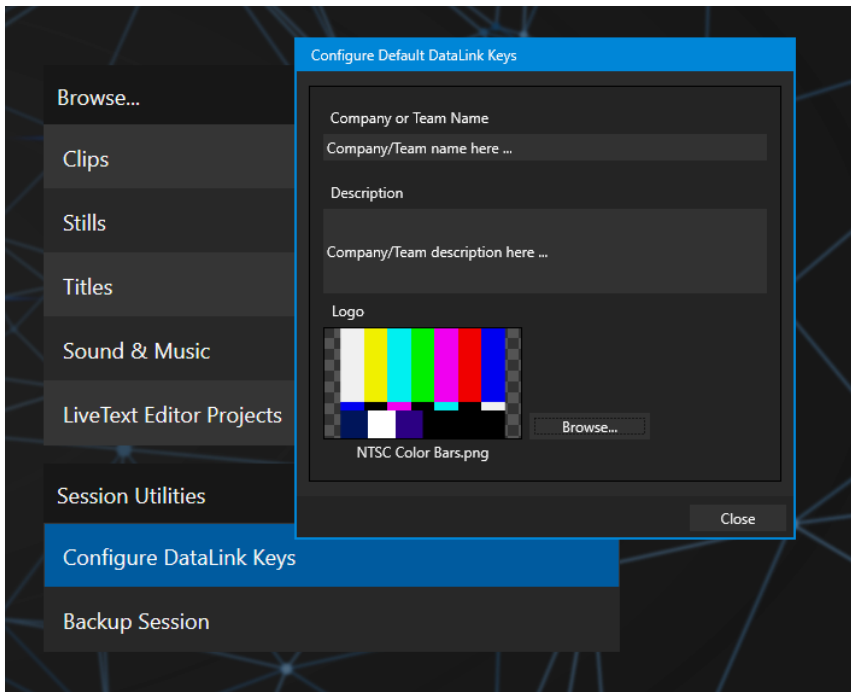 Browse...
Clips
Stills
Titles
Sound & Music
LiveText Editor Projects
Session Utilities
Configure DataLink Keys
Backup Session
Configure Default DataLink Keys
Company or Team Name
Company/Team name here ...
Description
Company/Team description here ...
Logo
Browse...
NTSC Color Bars.png
Close